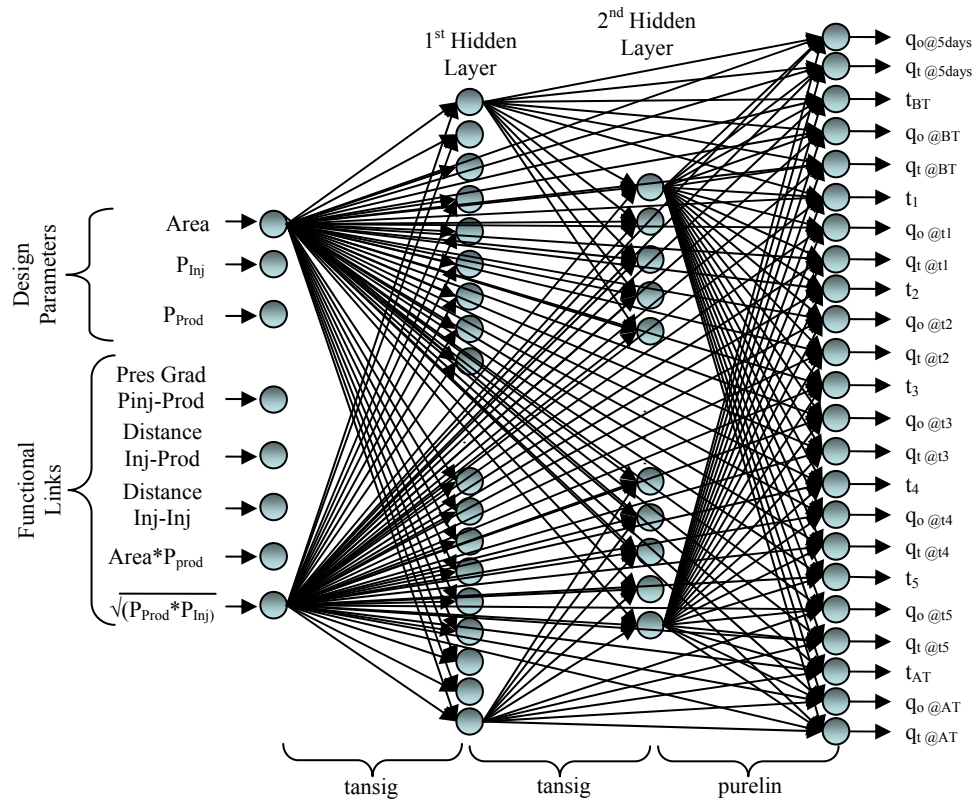 1st Hidden
Layer
2nd Hidden
Layer
Design
Parameters
Area
PInj
PProd
Functional
Links
Pres Grad
Pinj-Prod
Distance
Inj-Prod
Distance
Inj-Inj
Area*Pprod
√(PProd*PInj)
qo@5days
qt @5days
tBT
qo @BT
qt @BT
t1
qo @t1
qt @t1
t2
qo @t2
qt @t2
t3
qo @t3
qt @t3
t4
qo @t4
qt @t4
t5
qo @t5
qt @t5
tAT
qo @AT
qt @AT
tansig
tansig
purelin